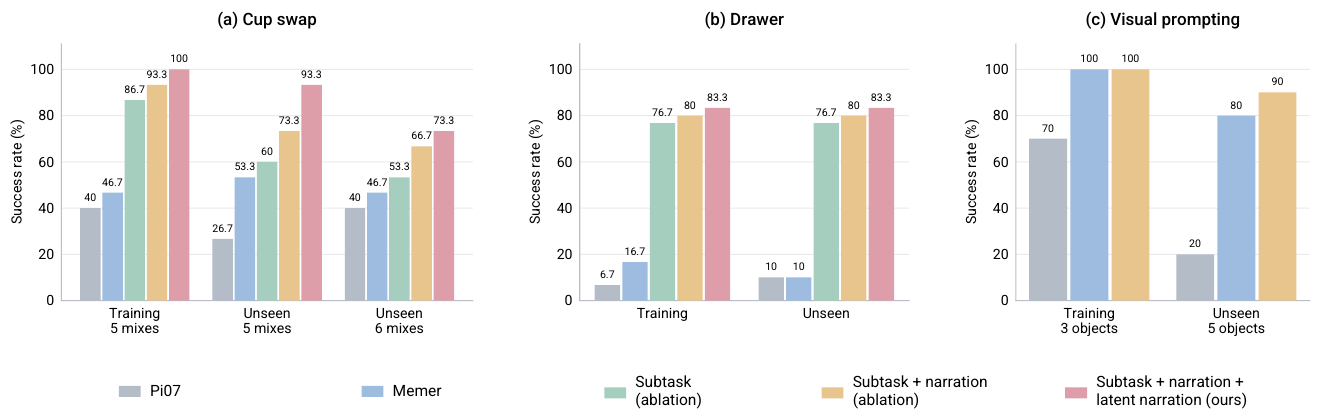 (a) Cup swap
Success rate (%)
100
80
60
40
20
0
40
46.7
86.7
93.3
100
26.7
53.3
60
73.3
93.3
40
46.7
53.3
66.7
73.3
Training
5 mixes
Unseen
5 mixes
Unseen
6 mixes
(b) Drawer
Success rate (%)
100
80
60
40
20
0
6.7
16.7
76.7
80
83.3
10
10
76.7
80
83.3
Training
Unseen
(c) Visual prompting
Success rate (%)
100
80
60
40
20
0
70
100
100
20
80
90
Training
3 objects
Unseen
5 objects
Pi07
Memer
Subtask
(ablation)
Subtask + narration
(ablation)
Subtask + narration +
latent narration (ours)